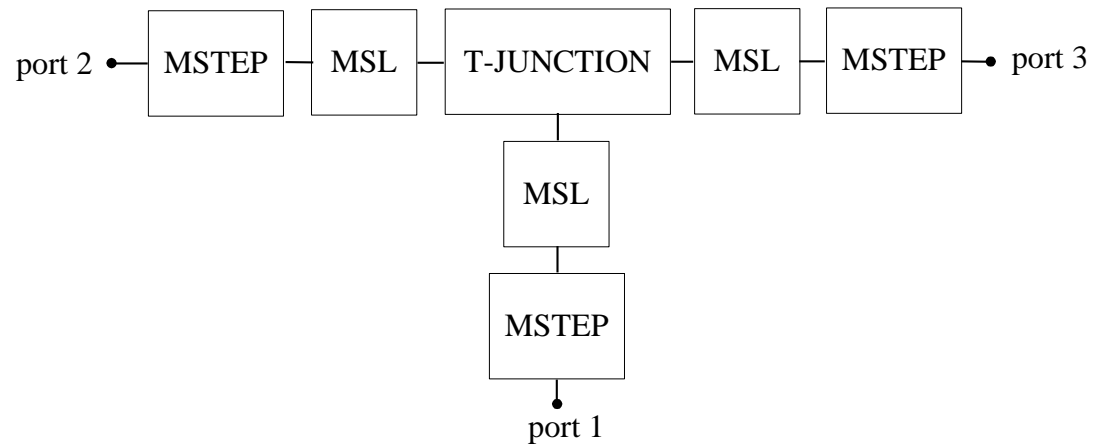 port 2 MSTEP MSL T-JUNCTION MSL MSTEP port 3
MSL
MSTEP
port 1